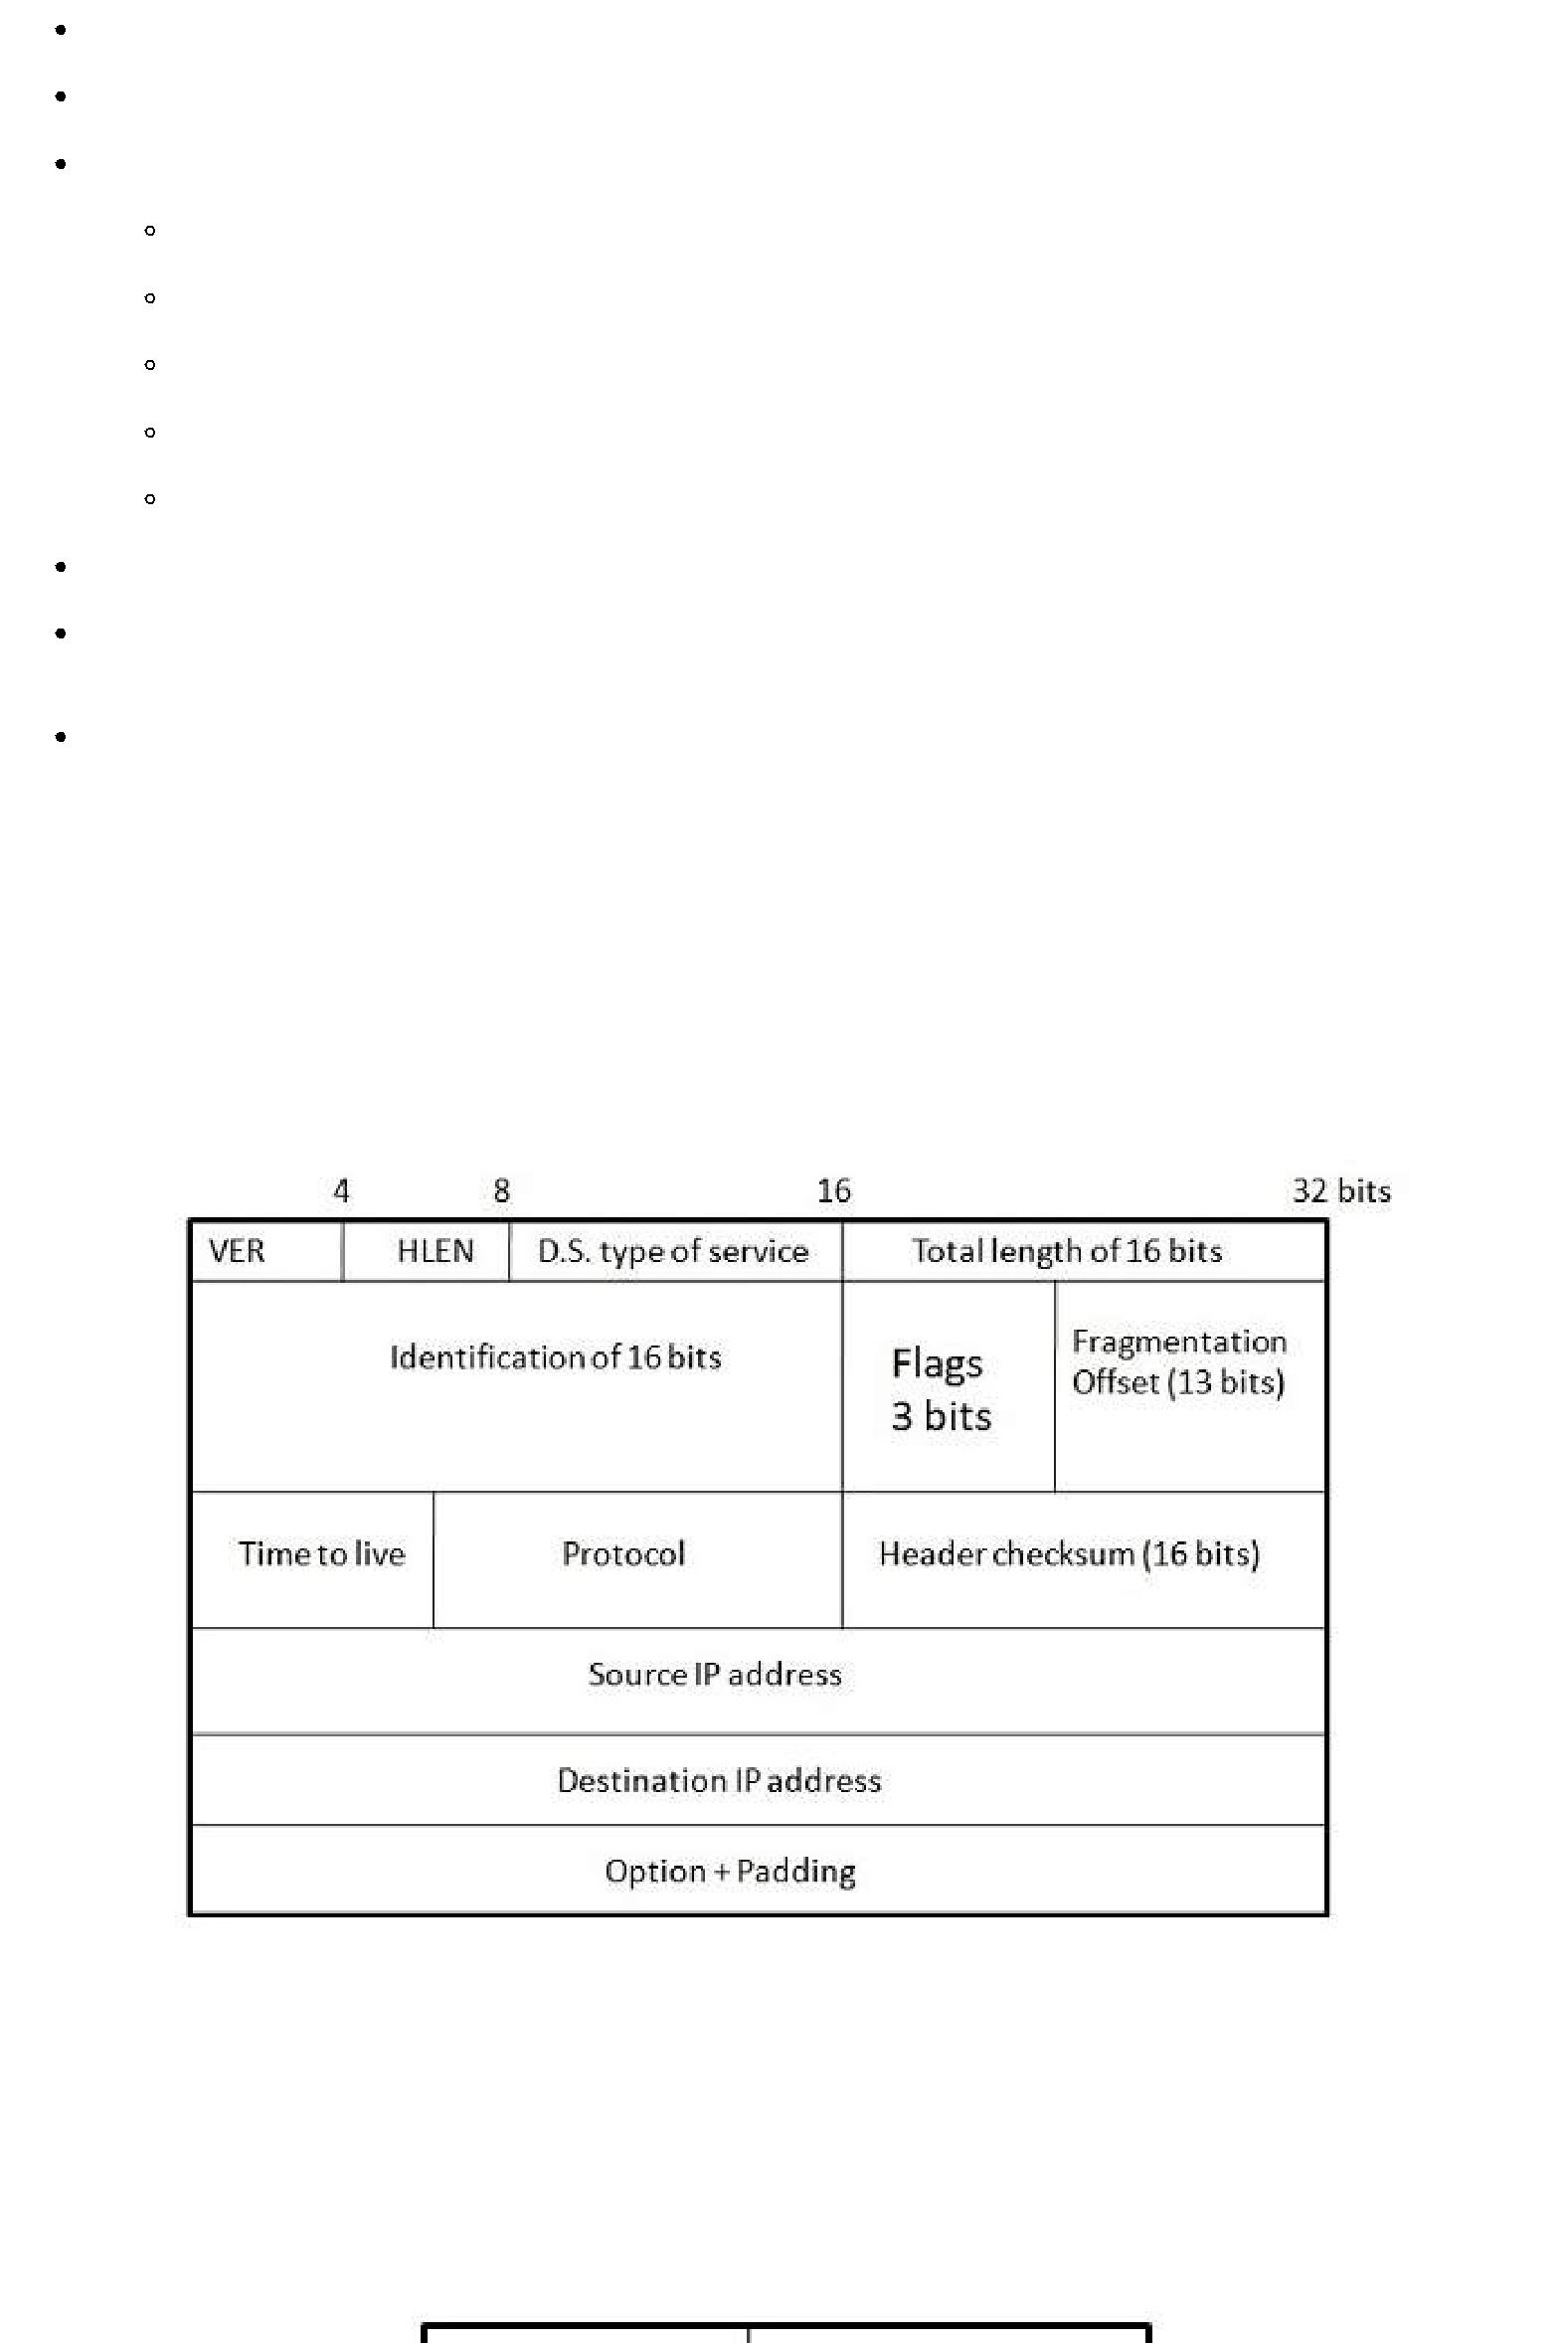 4 8 16 32 bits
VER HLEN D.S. type of service Total length of 16 bits
Identification of 16 bits
Flags
3 bits
Fragmentation
Offset (13 bits)
Time to live Protocol Header checksum (16 bits)
Source IP address
Destination IP address
Option + Padding